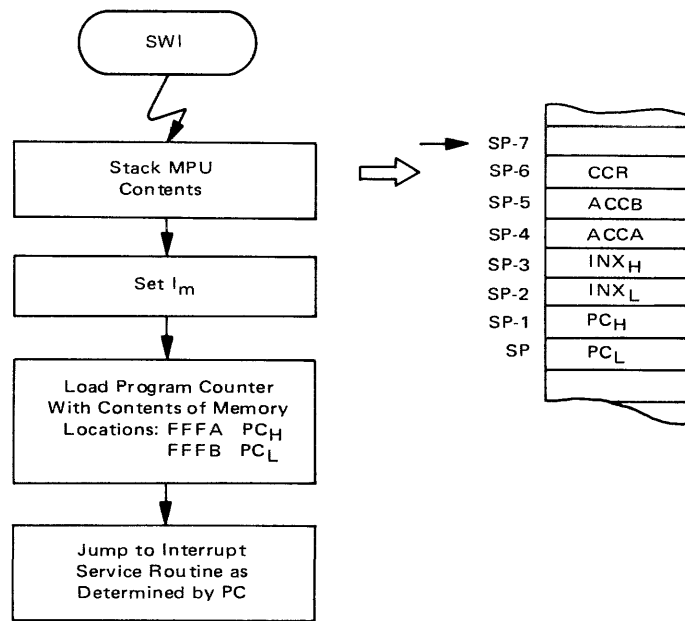 SWI
Stack MPU
Contents
Set Im
Load Program Counter
With Contents of Memory
Locations: FFFA PCH
FFFB PCL
Jump to Interrupt
Service Routine as
Determined by PC
SP-7
SP-6 CCR
SP-5 ACCB
SP-4 ACCA
SP-3 INXH
SP-2 INXL
SP-1 PCH
SP PCL